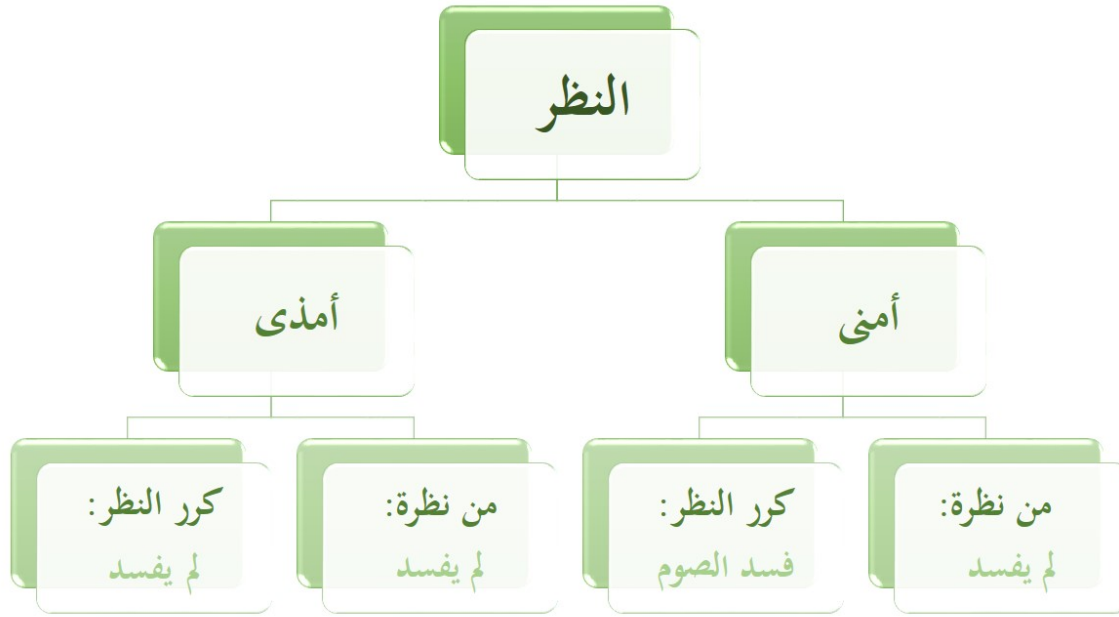 النظر
أمنى
أمذى
من نظرة:
لم يفسد
كرر النظر:
فسد الصوم
من نظرة:
لم يفسد
كرر النظر:
لم يفسد